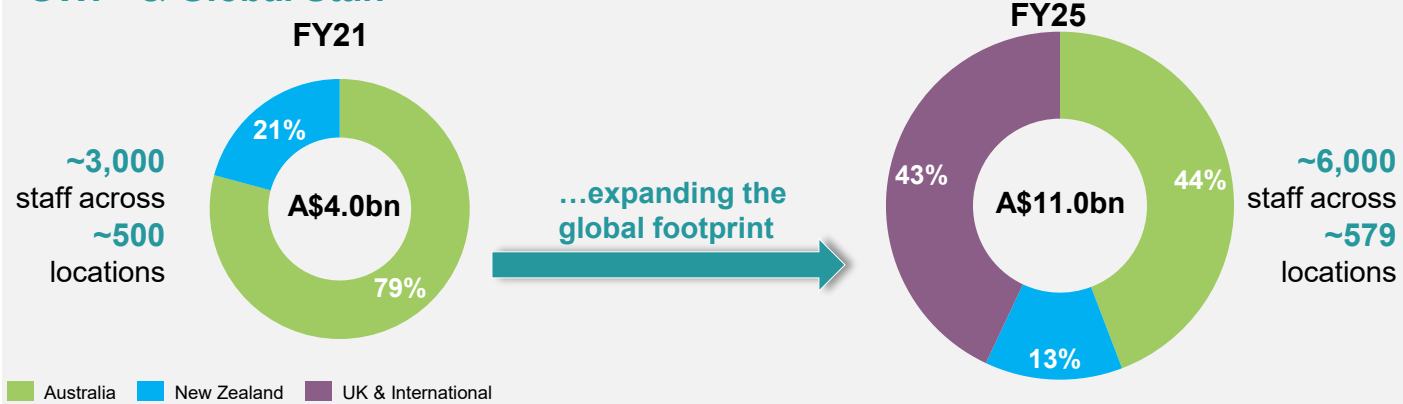 FY21
21%
79%
A$4.0bn
~3,000
staff across
~500
locations
…expanding the
global footprint
FY25
43%
44%
13%
A$11.0bn
~6,000
staff across
~579
locations
Australia
New Zealand
UK & International